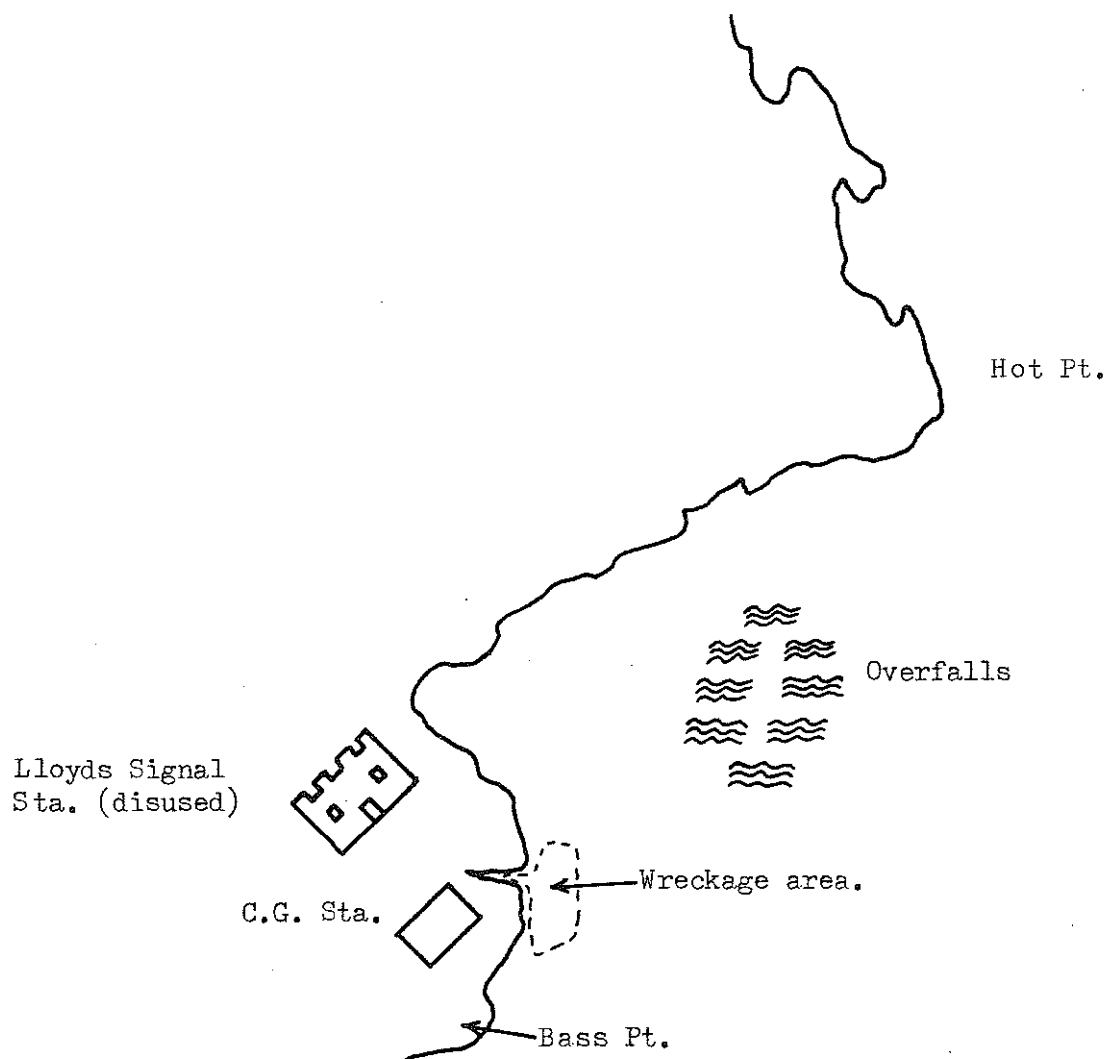 Hot Pt.
Overfalls
Lloyds Signal
Sta. (disused)
Wreckage area.
C.G. Sta.
Bass Pt.